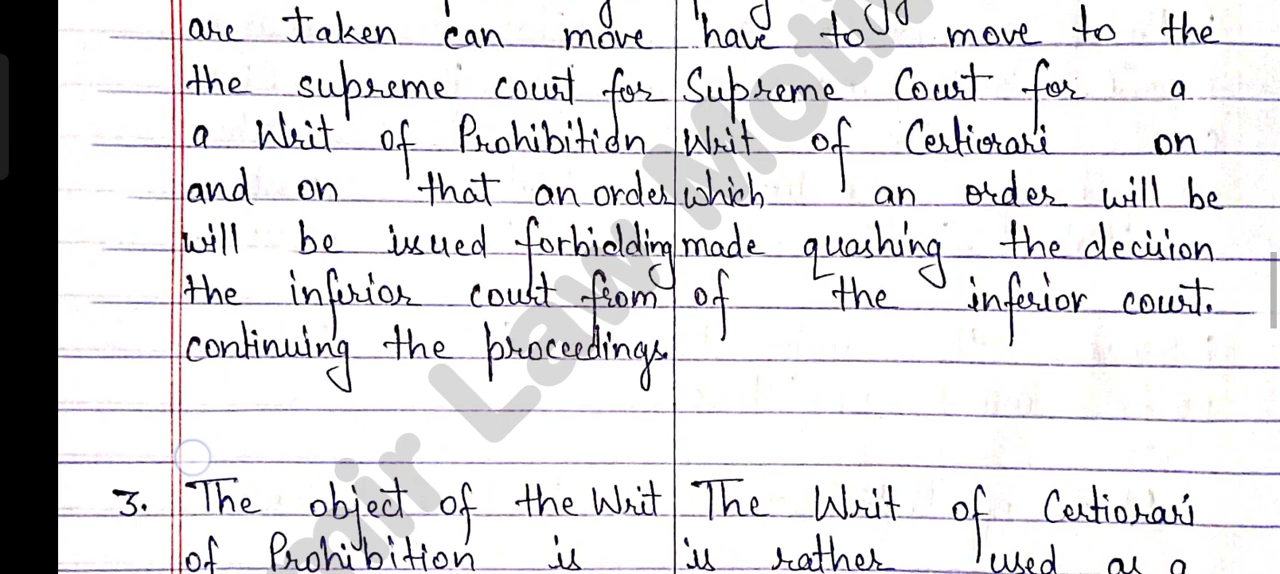 are taken can move
the supreme court for
a Writ of Prohibition
and on that an order
will be issued forbidding
the inferior court from
continuing the proceedings.
have to move to the
Supreme Court for a
Writ of Certiorari on
which an order will be
made quashing the decision
of the inferior court.
3. The object of the Writ
of Prohibition is
The Writ of Certiorari
is rather used as a
mir Law Moti